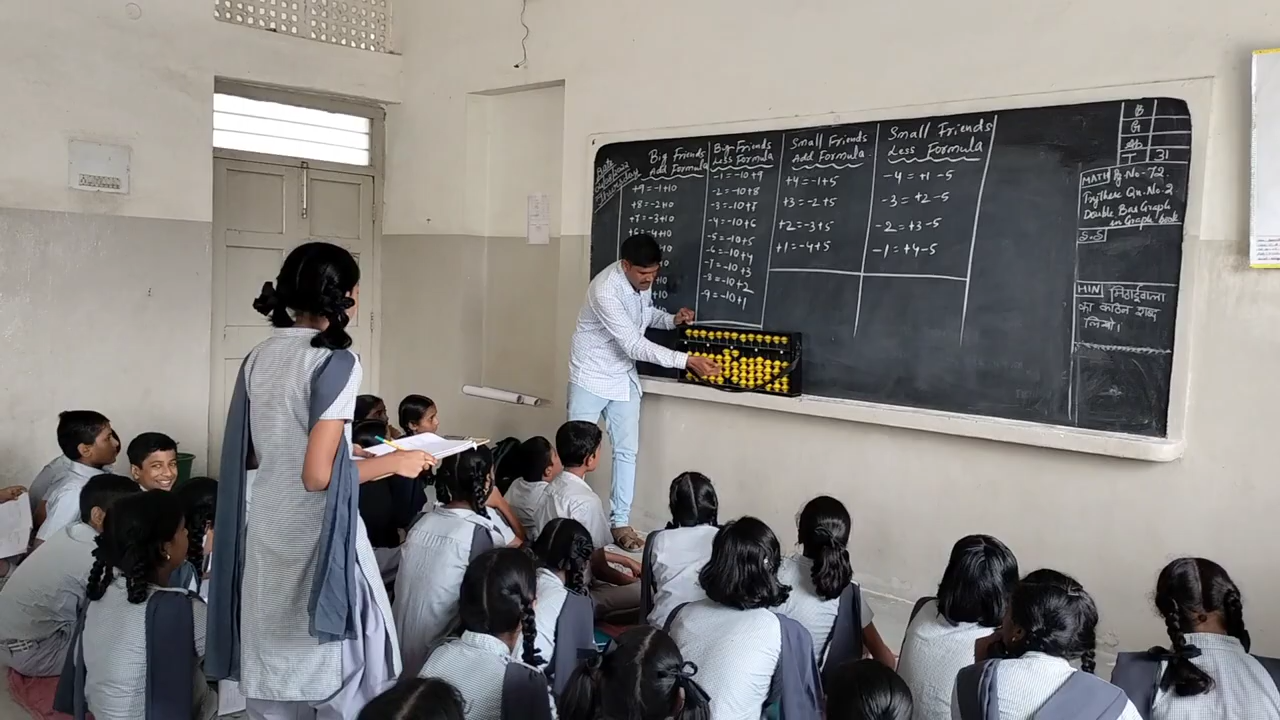 Big Friends
Add Formula
+9=-1+10
+8=-2+10
+7=-3+10
+6=-4+10
Big Friends
Less Formula
-1=-10+9
-2=-10+8
-3=-10+7
-4=-10+6
-5=-10+5
-6=-10+4
-7=-10+3
-8=-10+2
-9=-10+1
Small Friends
Add Formula
+4=-1+5
+3=-2+5
+2=-3+5
+1=-4+5
Small Friends
Less Formula
-4=+1-5
-3=+2-5
-2=+3-5
-1=+4-5
B
G
Ab
T 31
MATH Pg.No-72
Try these Qn.No.2
Double Bar Graph
in Graph book
S.S
HIN मिठाईवाला
का कठिन शब्द
लिखो।